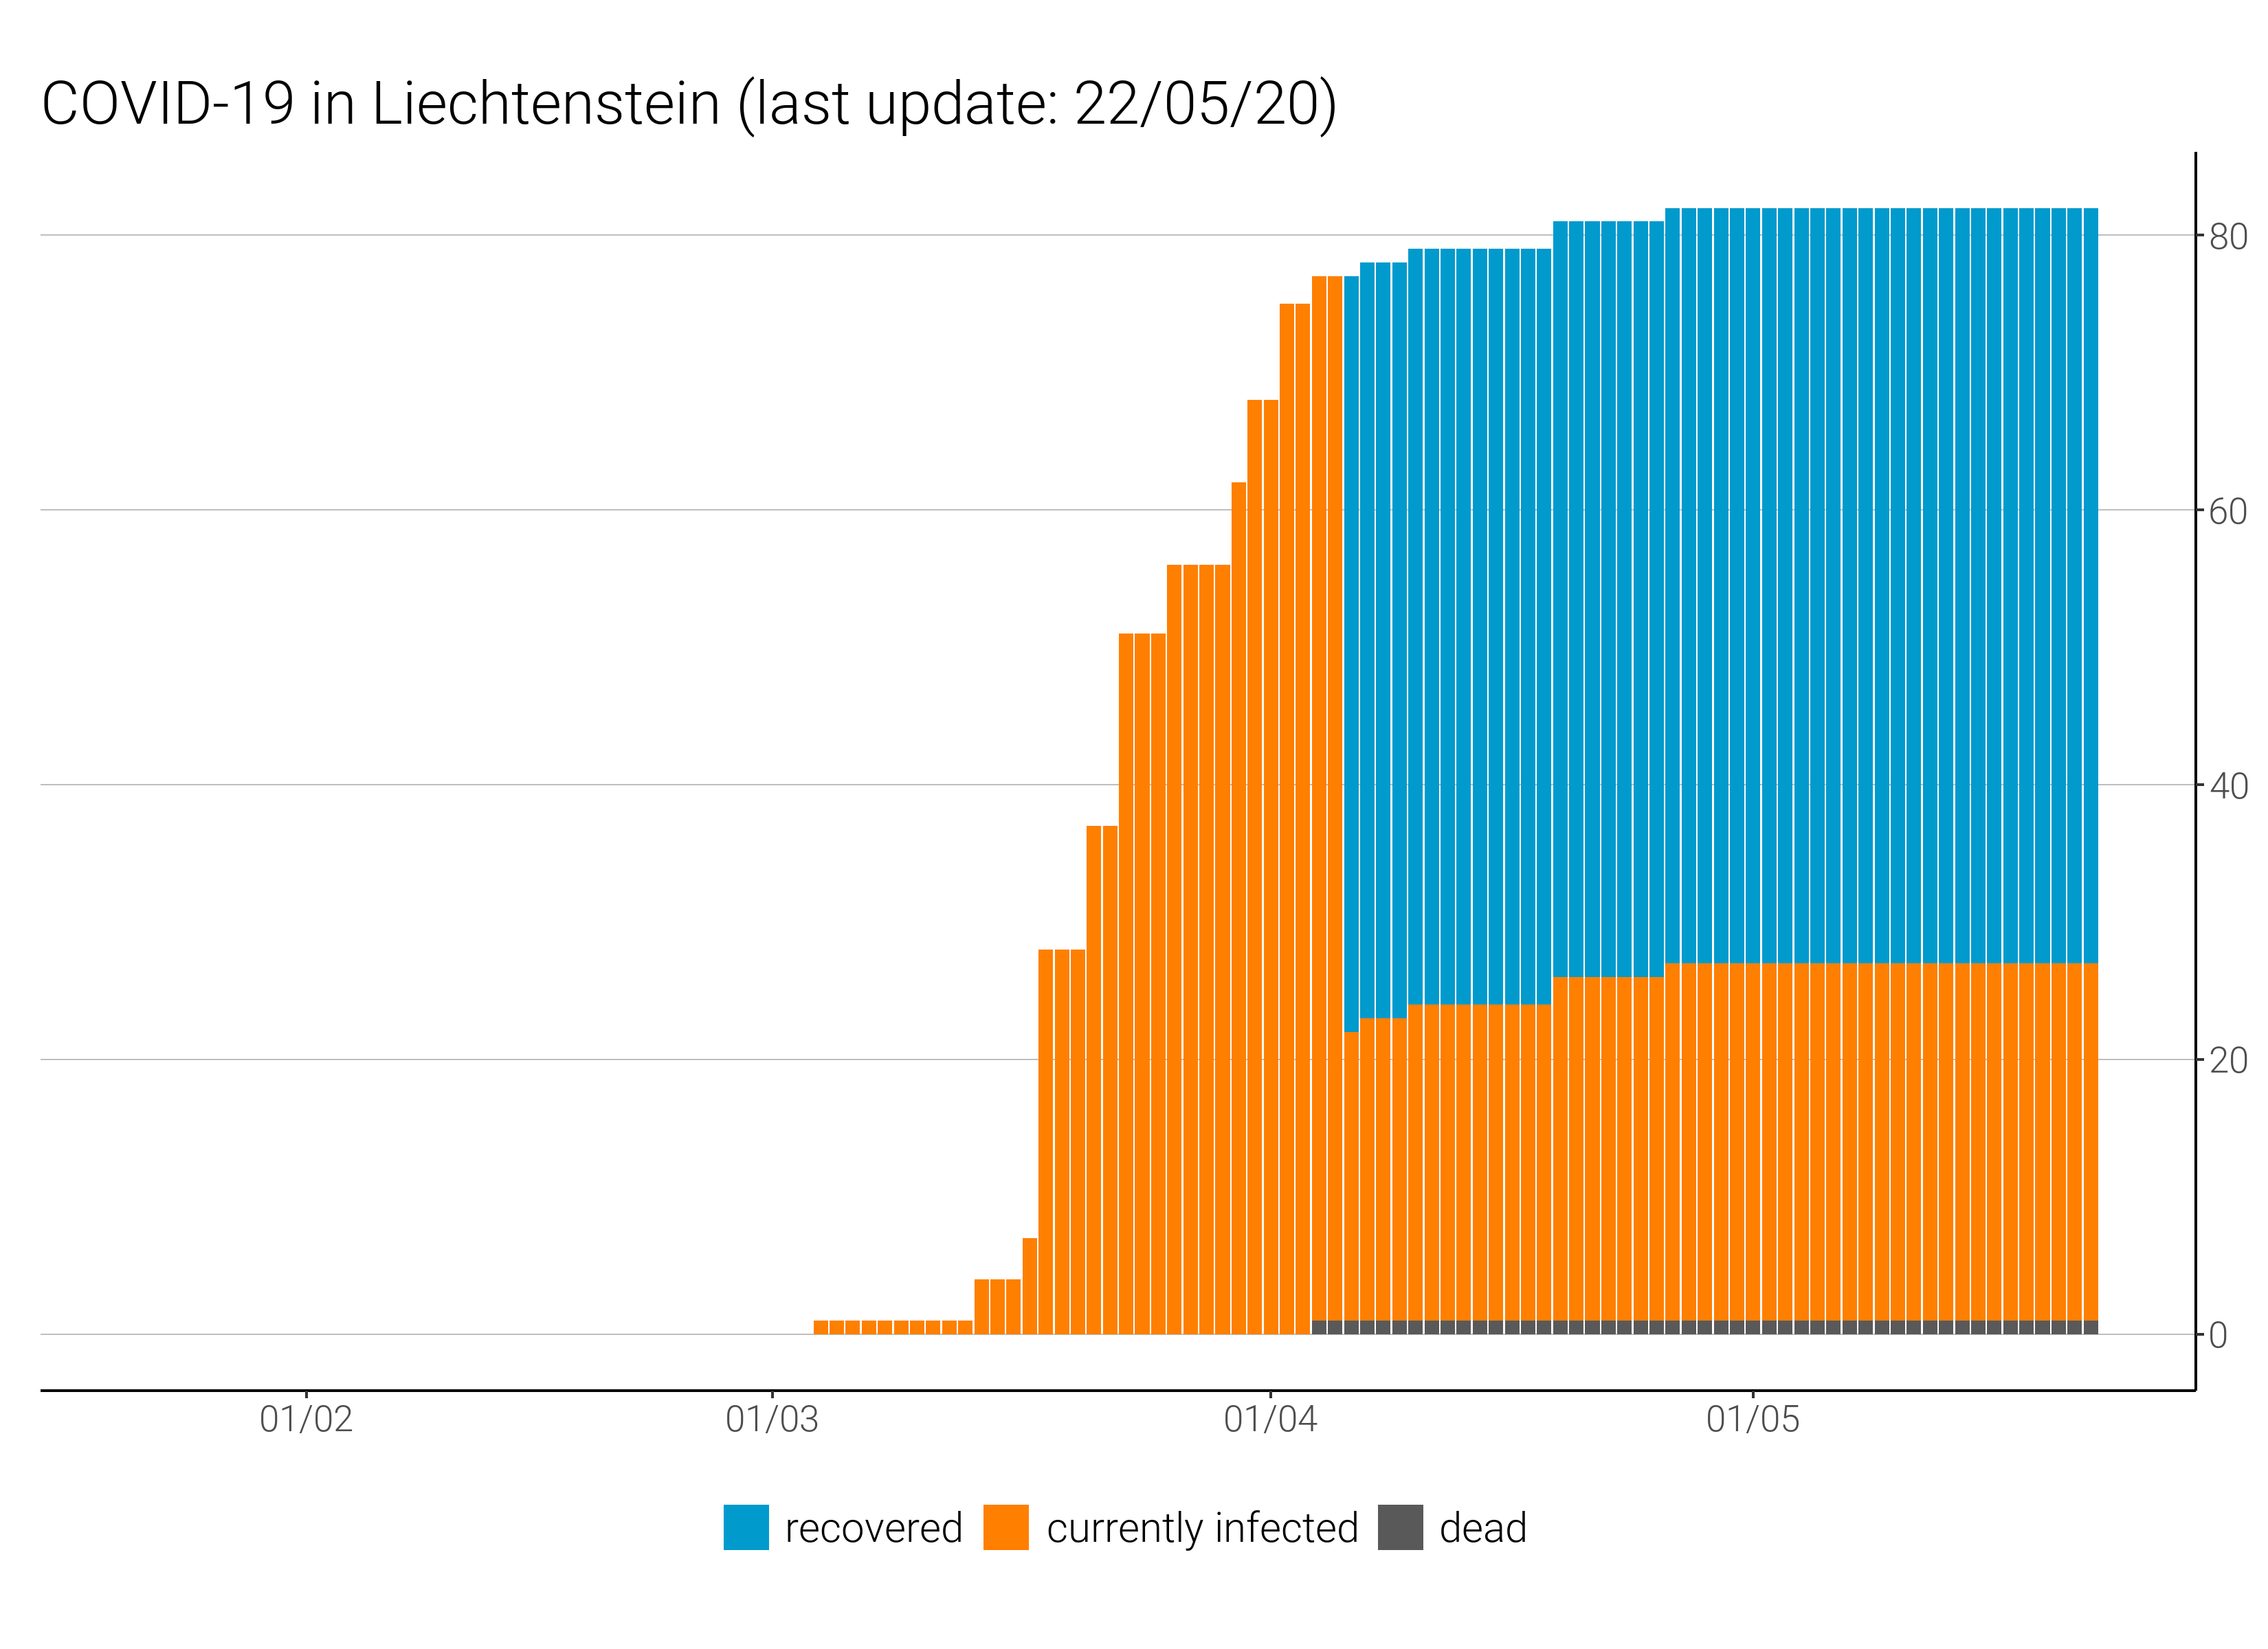 COVID-19 in Liechtenstein (last update: 22/05/20)
80
60
40
20
0
01/02 01/03 01/04 01/05
recovered currently infected dead